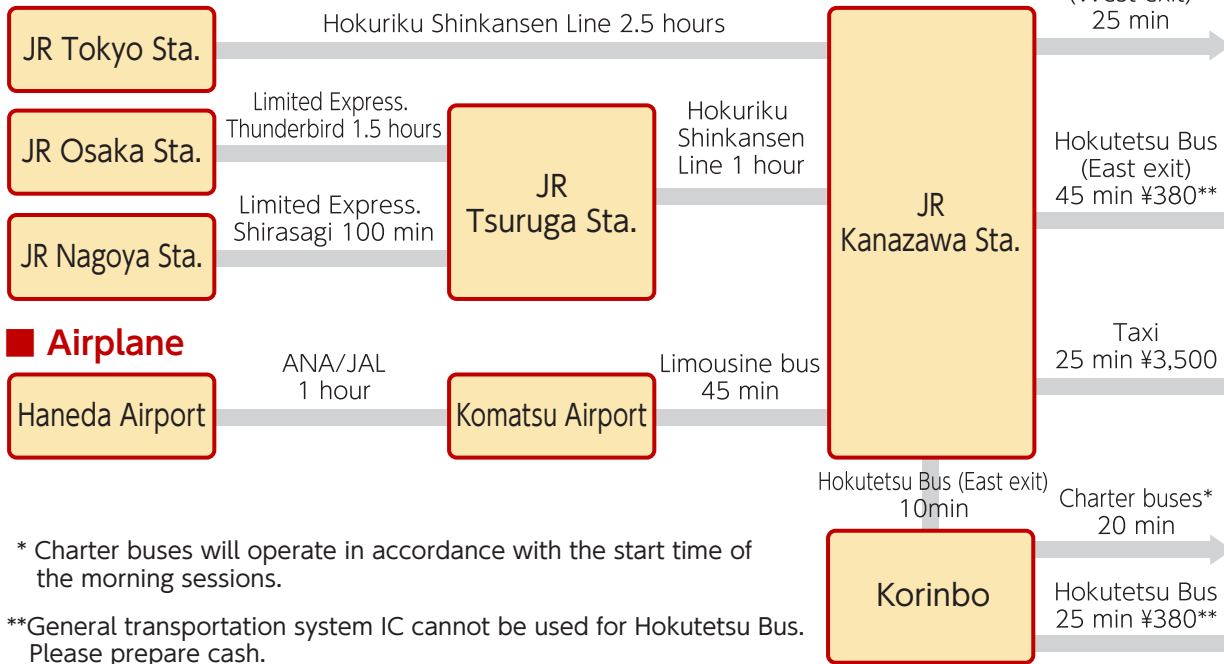 (West exit)
25 min
Hokuriku Shinkansen Line 2.5 hours
JR Tokyo Sta.
Limited Express.
Thunderbird 1.5 hours
JR Osaka Sta.
Limited Express.
Shirasagi 100 min
JR Nagoya Sta.
JR
Tsuruga Sta.
Hokuriku
Shinkansen
Line 1 hour
JR
Kanazawa Sta.
Hokutetsu Bus
(East exit)
45 min ¥380**
Taxi
25 min ¥3,500
■ Airplane
Haneda Airport
ANA/JAL
1 hour
Komatsu Airport
Limousine bus
45 min
Hokutetsu Bus (East exit)
10min
Korinbo
Charter buses*
20 min
Hokutetsu Bus
25 min ¥380**
* Charter buses will operate in accordance with the start time of
the morning sessions.
**General transportation system IC cannot be used for Hokutetsu Bus.
Please prepare cash.